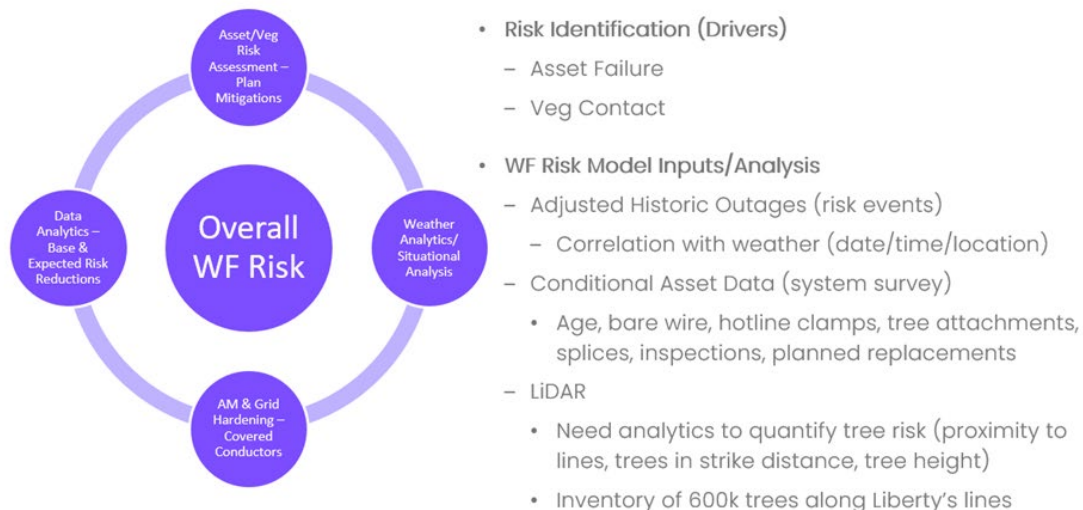 Asset/Veg
Risk
Assessment –
Plan
Mitigations
Overall
WF Risk
Data
Analytics –
Base &
Expected Risk
Reductions
Weather
Analytics/
Situational
Analysis
AM & Grid
Hardening –
Covered
Conductors
• Risk Identification (Drivers)
– Asset Failure
– Veg Contact
• WF Risk Model Inputs/Analysis
– Adjusted Historic Outages (risk events)
– Correlation with weather (date/time/location)
– Conditional Asset Data (system survey)
• Age, bare wire, hotline clamps, tree attachments,
splices, inspections, planned replacements
– LiDAR
• Need analytics to quantify tree risk (proximity to
lines, trees in strike distance, tree height)
• Inventory of 600k trees along Liberty's lines